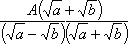 A(√a + √b)
(√a − √b)(√a + √b)